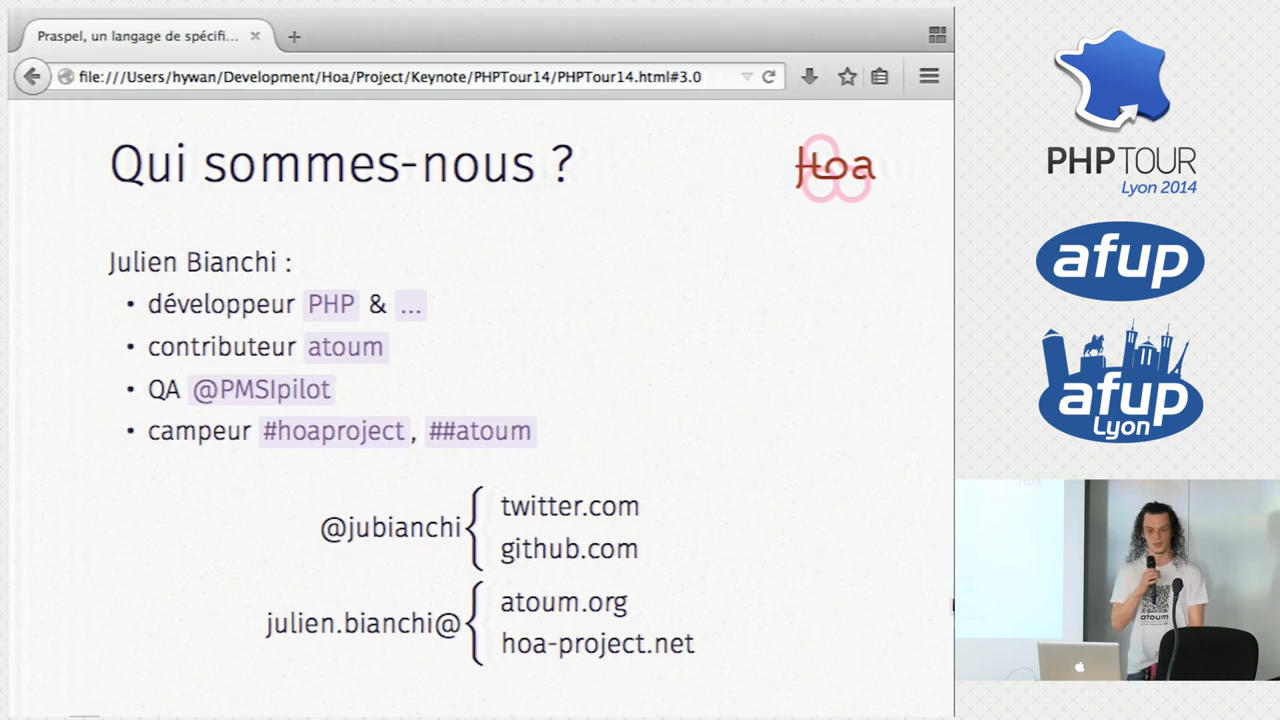 Praspel, un langage de spécifi...
file:///Users/hywan/Development/Hoa/Project/Keynote/PHPTour14/PHPTour14.html#3.0
Qui sommes-nous ?
Hoa
Julien Bianchi :
• développeur PHP & ...
• contributeur atoum
• QA @PMSIpilot
• campeur #hoaproject, ##atoum
@jubianchi
twitter.com
github.com
julien.bianchi@
atoum.org
hoa-project.net
PHPTOUR
Lyon 2014
afup
afup
Lyon
atoum